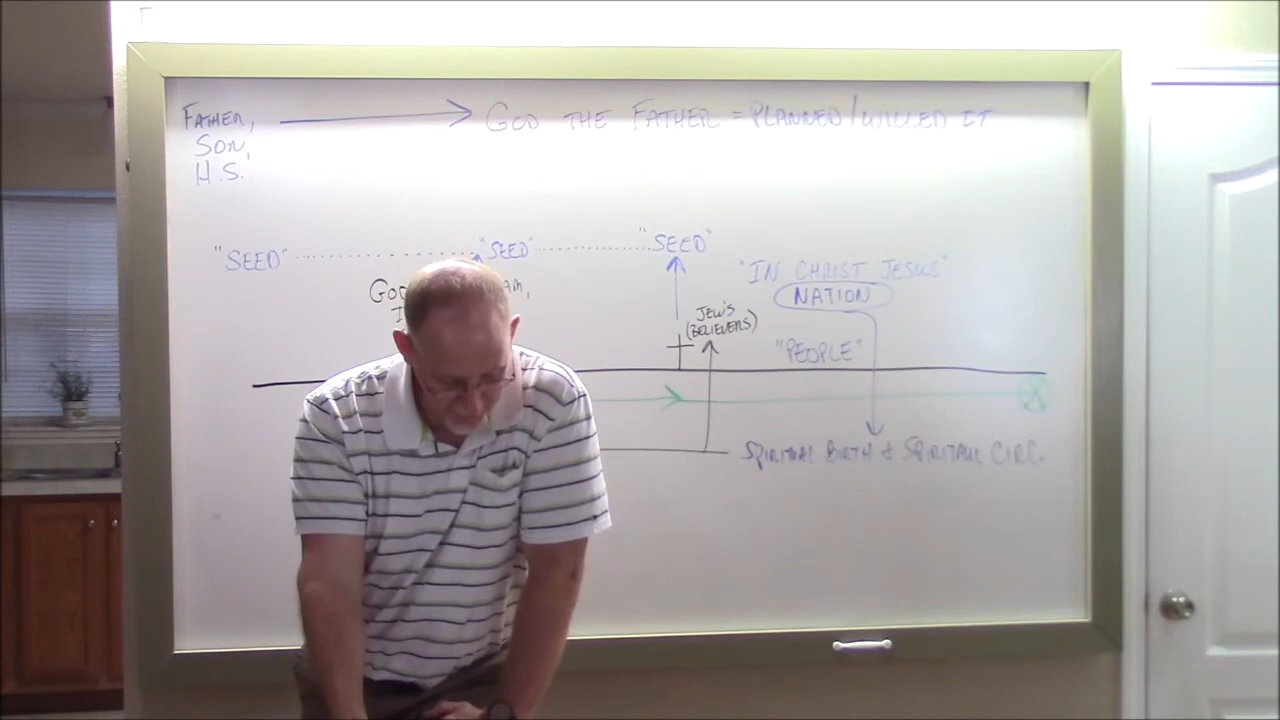 FATHER, → GOD THE FATHER = PLANNED/WILLED IT
SON,
H.S.
"SEED" "SEED" "SEED"
"IN CHRIST JESUS"
NATION
JEWS
(BELIEVERS)
"PEOPLE"
SPIRITUAL BIRTH & SPIRITUAL CIRC.